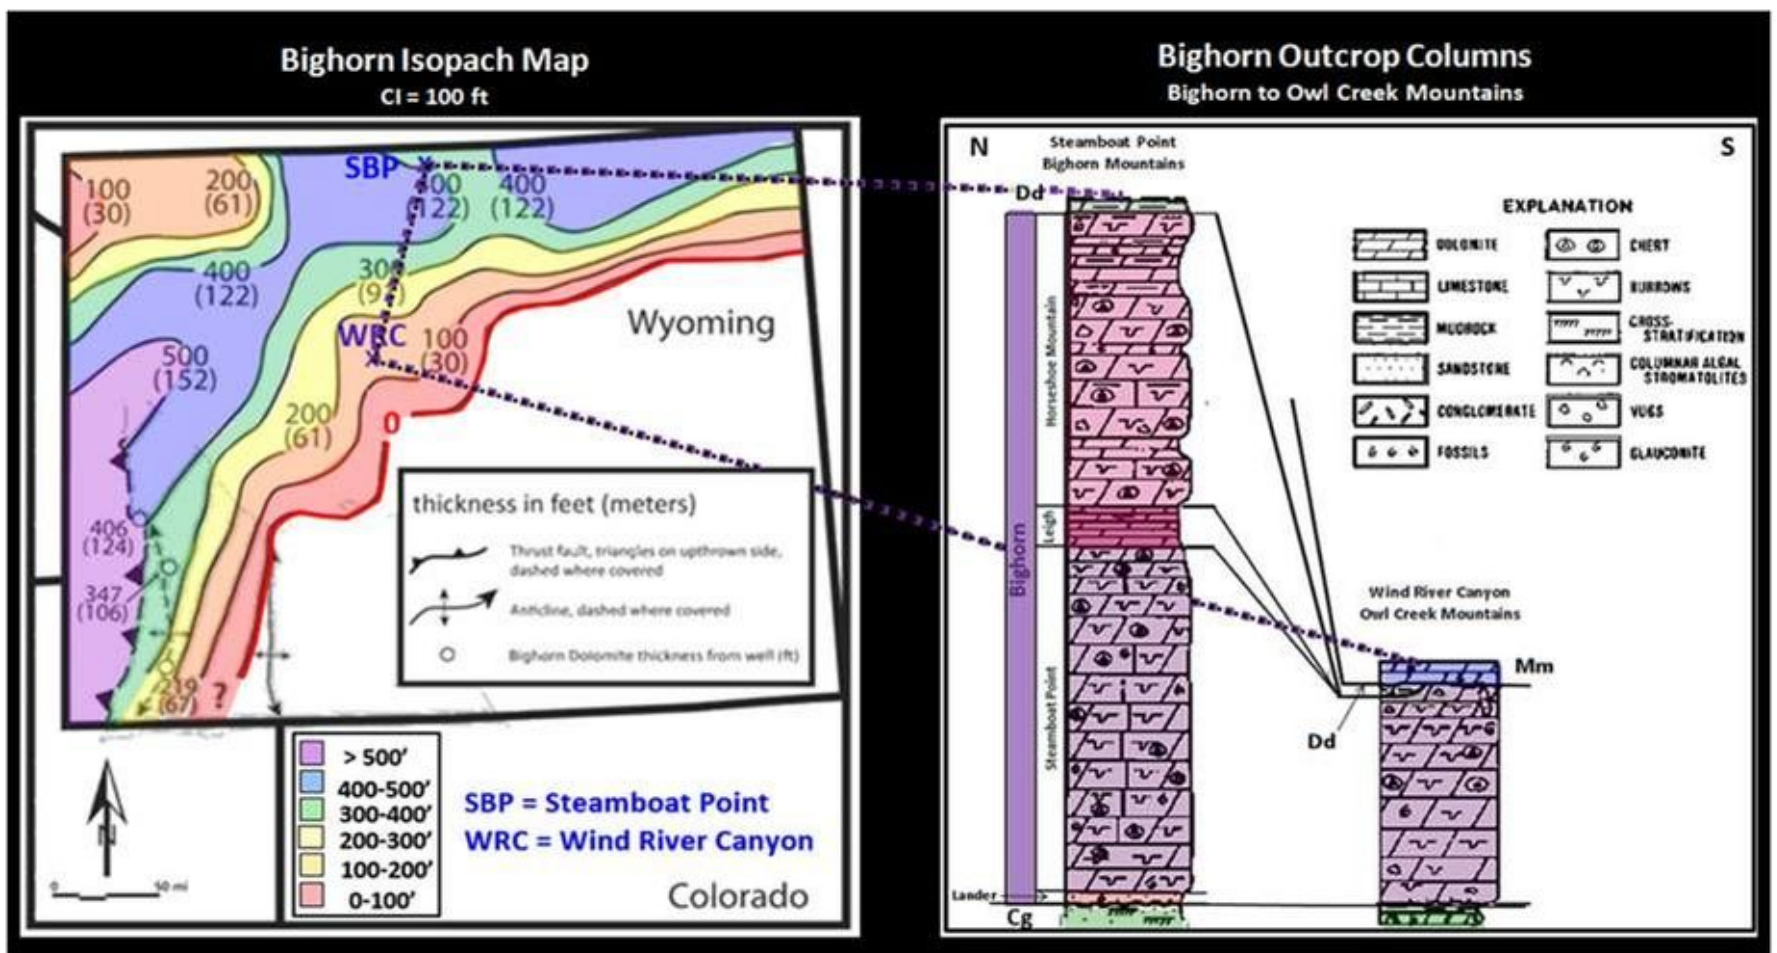 Bighorn Isopach Map
CI = 100 ft
SBP
100
(30)
200
(61)
400
(122)
400
(122)
400
(122)
300
WRC
100
(30)
Wyoming
500
(152)
200
(61)
0
406
(124)
347
(106)
219
(67)
?
thickness in feet (meters)
Thrust fault, triangles on upthrown side,
dashed where covered
Anticline, dashed where covered
Bighorn Dolomite thickness from well (ft)
> 500'
400-500'
300-400'
200-300'
100-200'
0-100'
SBP = Steamboat Point
WRC = Wind River Canyon
Colorado
N
0 50 mi
Bighorn Outcrop Columns
Bighorn to Owl Creek Mountains
N
S
Steamboat Point
Bighorn Mountains
Dd
Bighorn
Horseshoe Mountain
Leigh
Steamboat Point
Lander
Cg
EXPLANATION
DOLOMITE
LIMESTONE
MUDROCK
SANDSTONE
CONGLOMERATE
FOSSILS
CHERT
BURROWS
CROSS-
STRATIFICATION
COLUMNAR ALGAL
STROMATOLITES
VUGS
GLAUCONITE
Wind River Canyon
Owl Creek Mountains
Mm
Dd